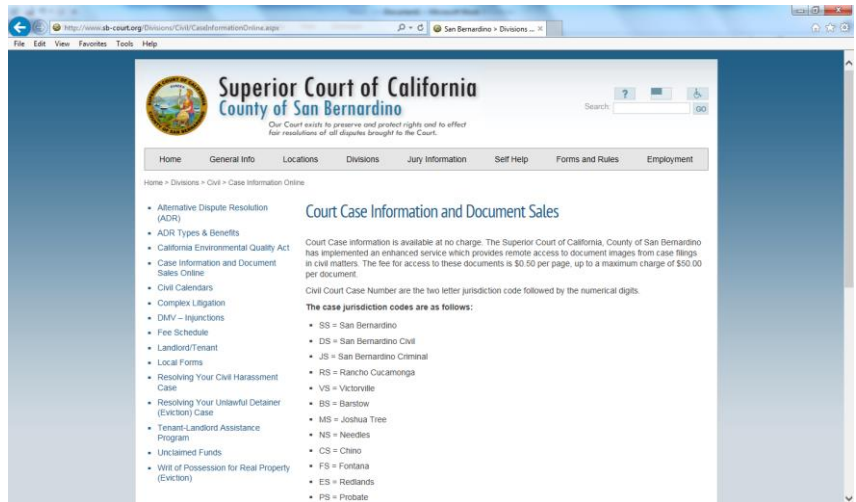 http://www.sb-court.org/Divisions/Civil/CaseInformationOnline.aspx
San Bernardino > Divisions ...
File Edit View Favorites Tools Help
Superior Court of California
County of San Bernardino
Our Court exists to preserve and protect rights and to effect
fair resolutions of all disputes brought to the Court.
?
Search:
GO
Home General Info Locations Divisions Jury Information Self Help Forms and Rules Employment
Home > Divisions > Civil > Case Information Online
Alternative Dispute Resolution
(ADR)
ADR Types & Benefits
California Environmental Quality Act
Case Information and Document
Sales Online
Civil Calendars
Complex Litigation
DMV – Injunctions
Fee Schedule
Landlord/Tenant
Local Forms
Resolving Your Civil Harassment
Case
Resolving Your Unlawful Detainer
(Eviction) Case
Tenant-Landlord Assistance
Program
Unclaimed Funds
Writ of Possession for Real Property
(Eviction)
Court Case Information and Document Sales
Court Case information is available at no charge. The Superior Court of California, County of San Bernardino
has implemented an enhanced service which provides remote access to document images from case filings
in civil matters. The fee for access to these documents is $0.50 per page, up to a maximum charge of $50.00
per document.
Civil Court Case Number are the two letter jurisdiction code followed by the numerical digits.
The case jurisdiction codes are as follows:
SS = San Bernardino
DS = San Bernardino Civil
JS = San Bernardino Criminal
RS = Rancho Cucamonga
VS = Victorville
BS = Barstow
MS = Joshua Tree
NS = Needles
CS = Chino
FS = Fontana
ES = Redlands
PS = Probate